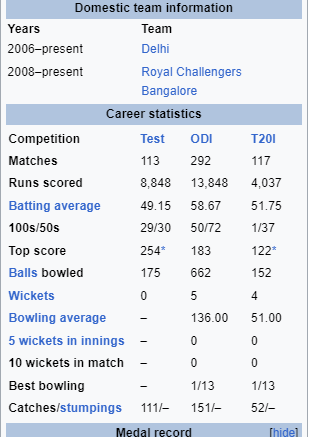 Domestic team information
Years Team
2006–present Delhi
2008–present Royal Challengers
Bangalore
Career statistics
Competition Test ODI T20I
Matches 113 292 117
Runs scored 8,848 13,848 4,037
Batting average 49.15 58.67 51.75
100s/50s 29/30 50/72 1/37
Top score 254* 183 122*
Balls bowled 175 662 152
Wickets 0 5 4
Bowling average – 136.00 51.00
5 wickets in innings – 0 0
10 wickets in match – 0 0
Best bowling – 1/13 1/13
Catches/stumpings 111/– 151/– 52/–
Medal record [hide]